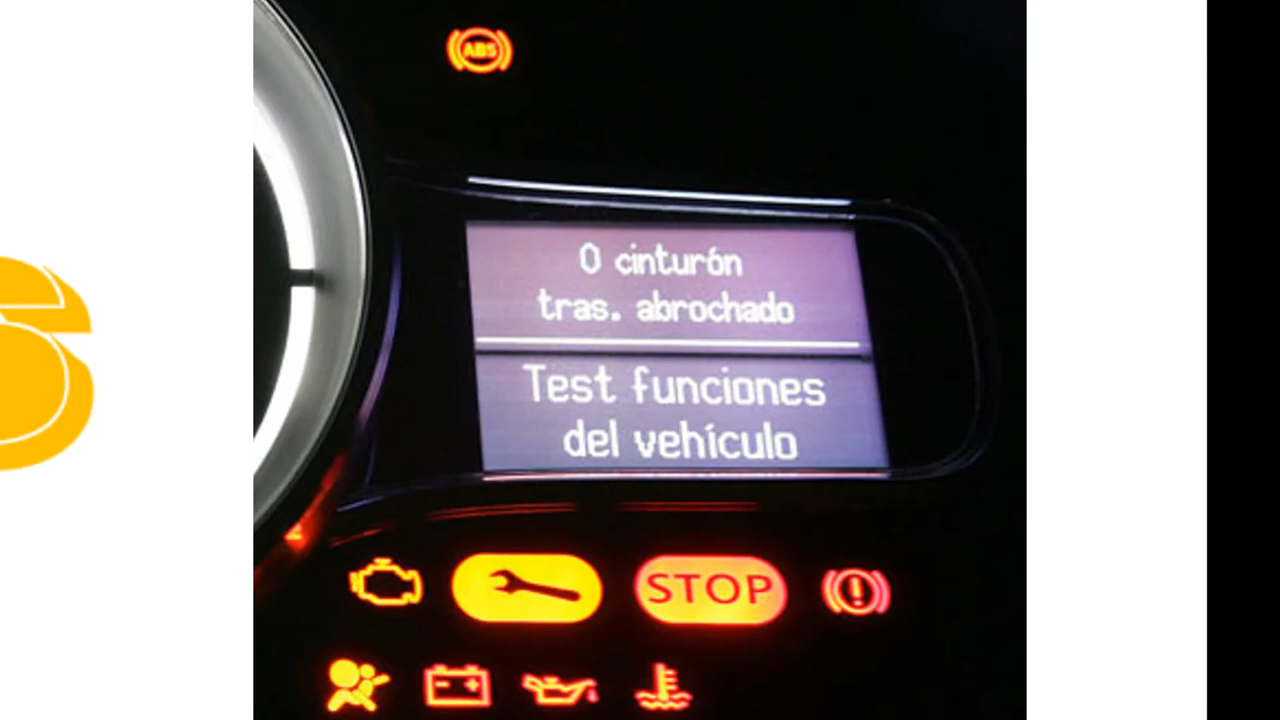 S
ABS
0 cinturón
tras. abrochado
Test funciones
del vehículo
STOP